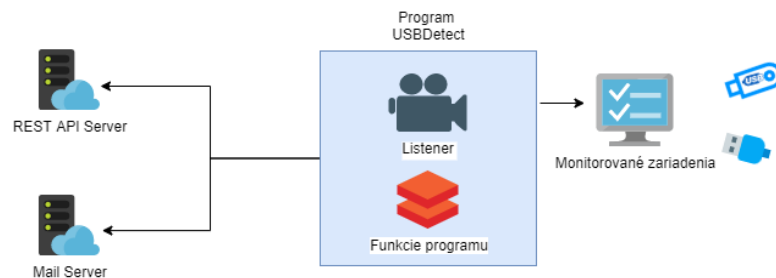 Program
USBDetect
REST API Server
Listener
Monitorované zariadenia
USB
Funkcie programu
Mail Server